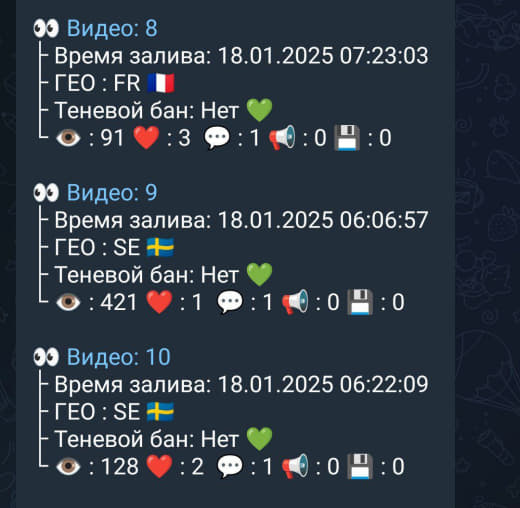 👀 Видео: 8
├ Время залива: 18.01.2025 07:23:03
├ ГЕО : FR 🇫🇷
├ Теневой бан: Нет 💚
└ 👁 : 91 ❤️ : 3 💬 : 1 📢 : 0 💾 : 0
👀 Видео: 9
├ Время залива: 18.01.2025 06:06:57
├ ГЕО : SE 🇸🇪
├ Теневой бан: Нет 💚
└ 👁 : 421 ❤️ : 1 💬 : 1 📢 : 0 💾 : 0
👀 Видео: 10
├ Время залива: 18.01.2025 06:22:09
├ ГЕО : SE 🇸🇪
├ Теневой бан: Нет 💚
└ 👁 : 128 ❤️ : 2 💬 : 1 📢 : 0 💾 : 0